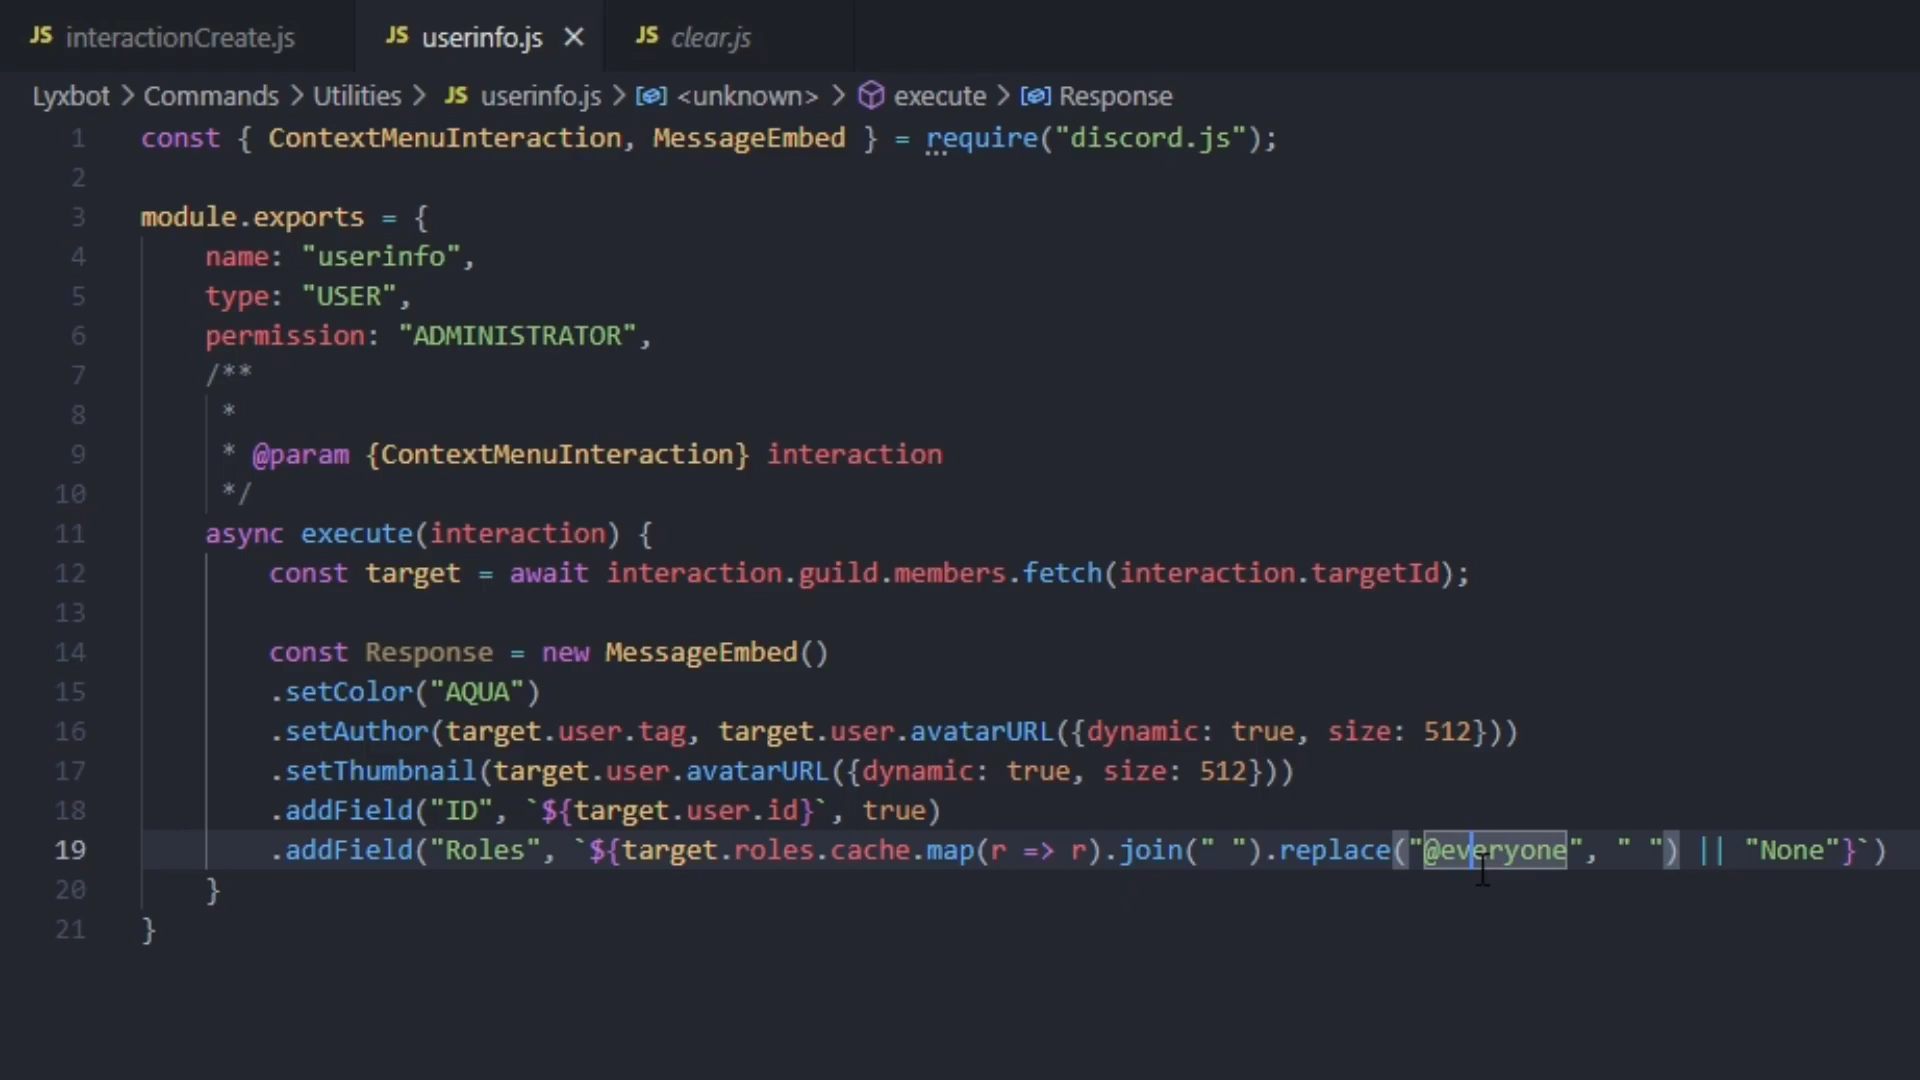 JS interactionCreate.js JS userinfo.js × JS clear.js
Lyxbot > Commands > Utilities > JS userinfo.js > <unknown> > execute > Response
1 const { ContextMenuInteraction, MessageEmbed } = require("discord.js");
2
3 module.exports = {
4 name: "userinfo",
5 type: "USER",
6 permission: "ADMINISTRATOR",
7 /**
8 *
9 * @param {ContextMenuInteraction} interaction
10 */
11 async execute(interaction) {
12 const target = await interaction.guild.members.fetch(interaction.targetId);
13
14 const Response = new MessageEmbed()
15 .setColor("AQUA")
16 .setAuthor(target.user.tag, target.user.avatarURL({dynamic: true, size: 512}))
17 .setThumbnail(target.user.avatarURL({dynamic: true, size: 512}))
18 .addField("ID", `${target.user.id}`, true)
19 .addField("Roles", `${target.roles.cache.map(r => r).join(" ").replace("@everyone", " ") || "None"}`)
20 }
21 }